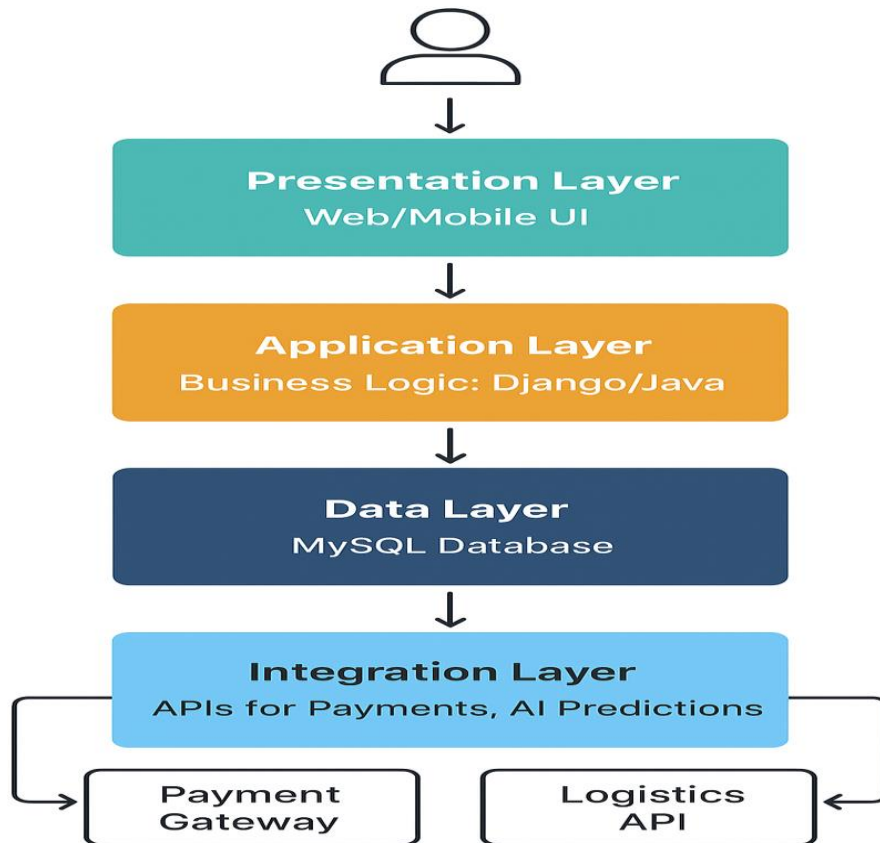 Presentation Layer
Web/Mobile UI
Application Layer
Business Logic: Django/Java
Data Layer
MySQL Database
Integration Layer
APIs for Payments, AI Predictions
Payment
Gateway
Logistics
API